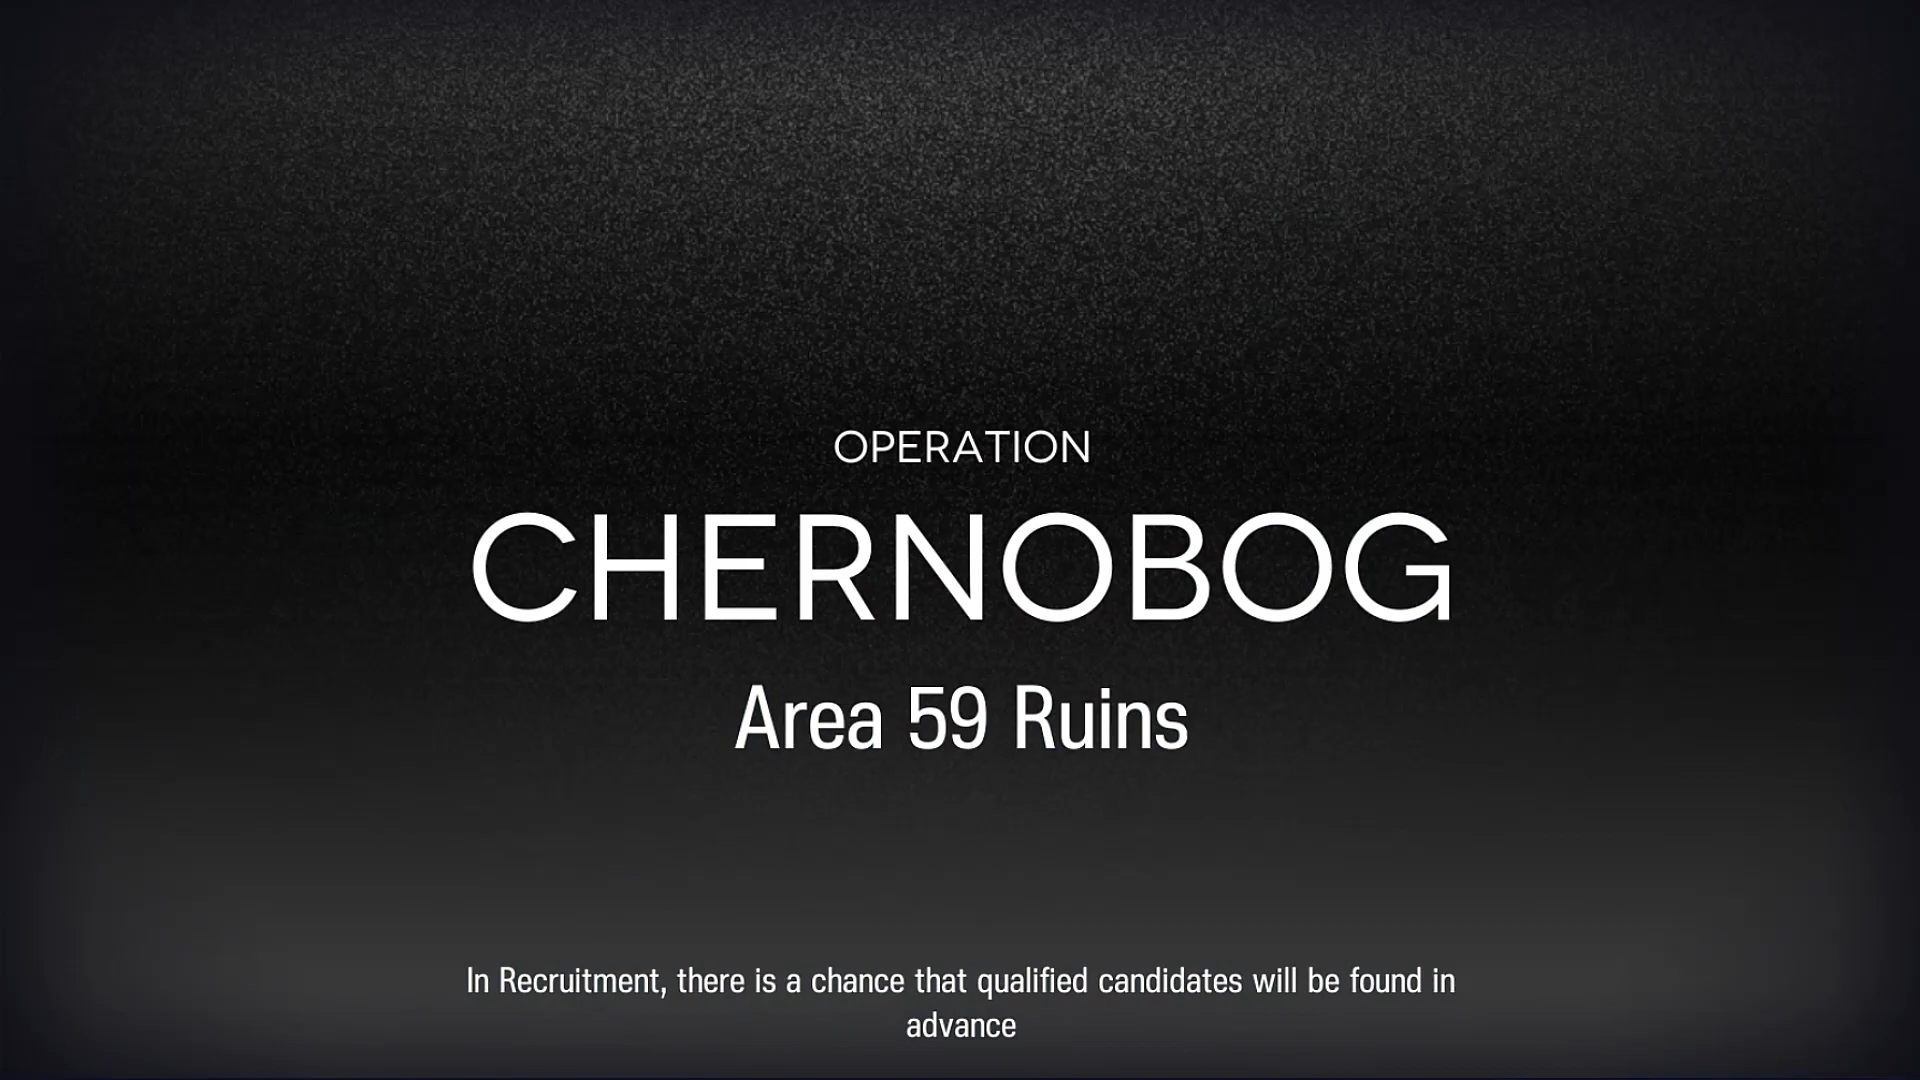 OPERATION
CHERNOBOG
Area 59 Ruins
In Recruitment, there is a chance that qualified candidates will be found in
advance